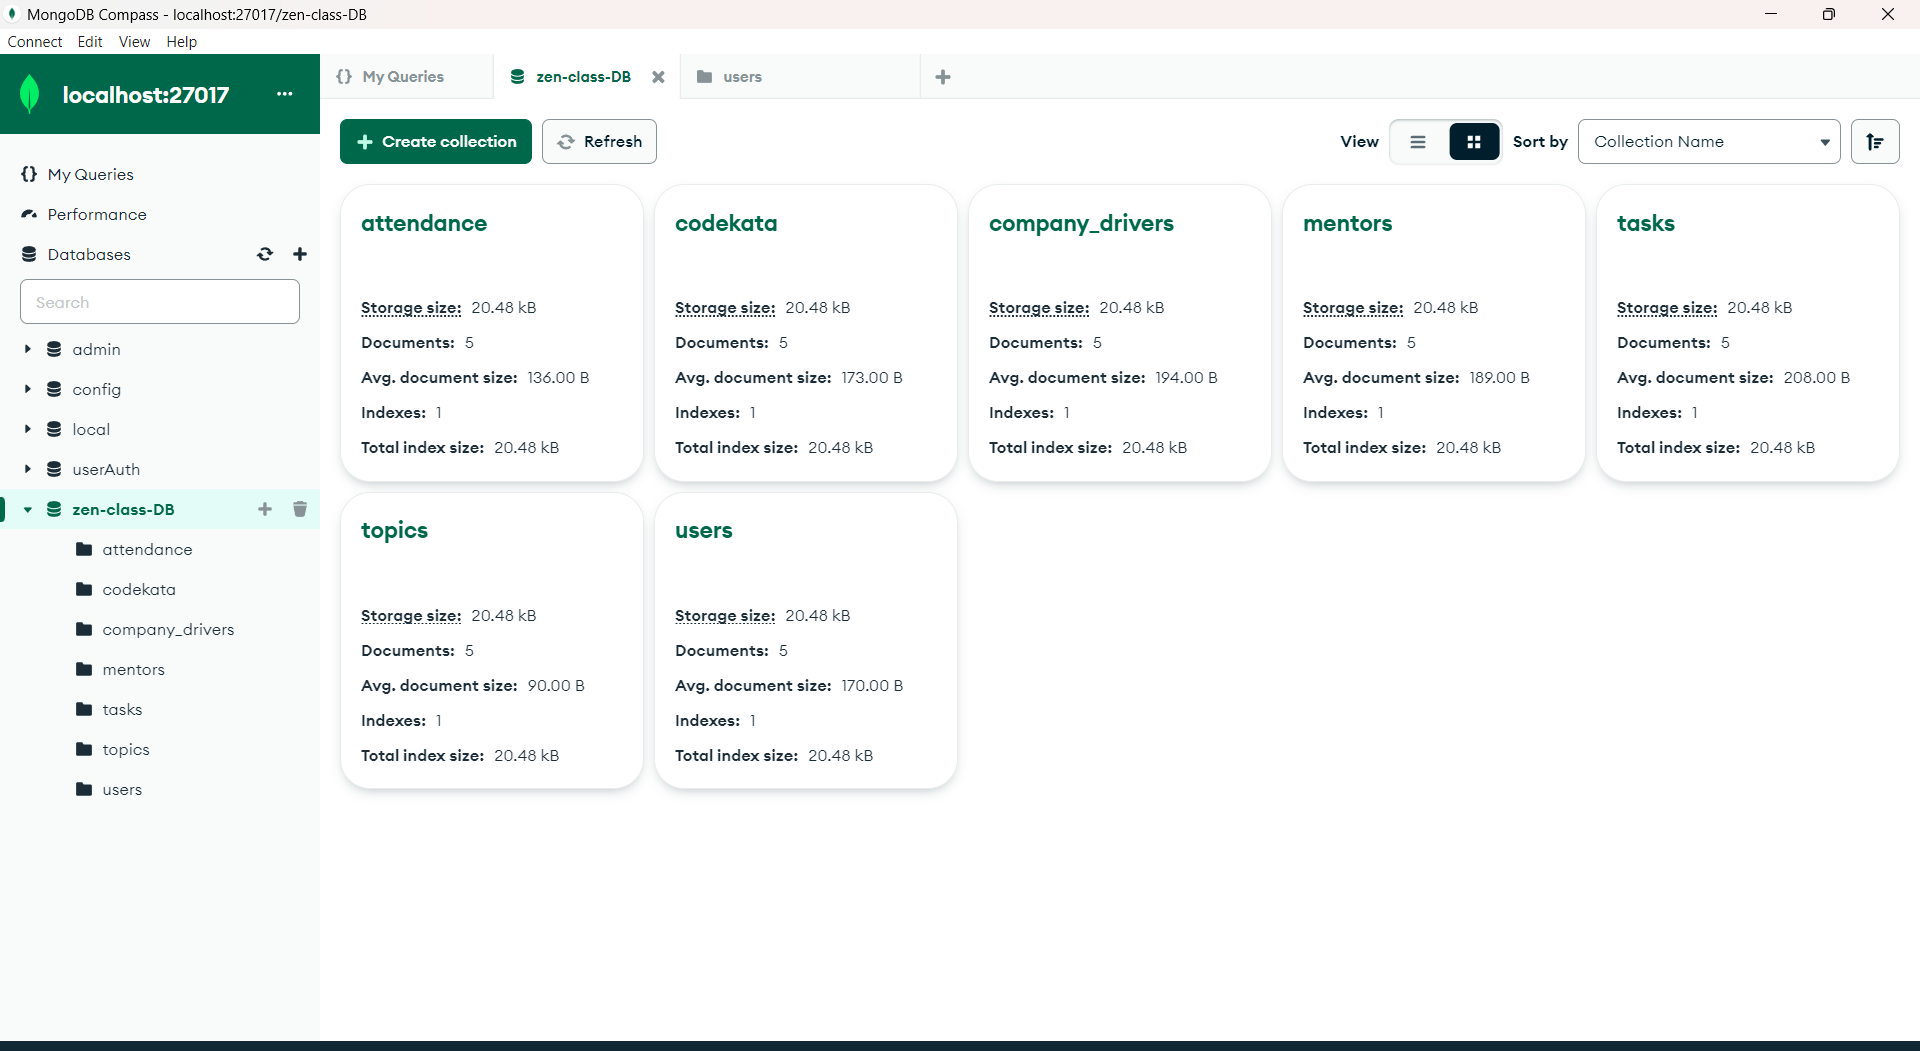 MongoDB Compass - localhost:27017/zen-class-DB
Connect Edit View Help
localhost:27017 ...
My Queries
Performance
Databases
Search
admin
config
local
userAuth
zen-class-DB
attendance
codekata
company_drivers
mentors
tasks
topics
users
{} My Queries zen-class-DB users
Create collection Refresh View Sort by Collection Name
attendance
Storage size: 20.48 kB
Documents: 5
Avg. document size: 136.00 B
Indexes: 1
Total index size: 20.48 kB
codekata
Storage size: 20.48 kB
Documents: 5
Avg. document size: 173.00 B
Indexes: 1
Total index size: 20.48 kB
company_drivers
Storage size: 20.48 kB
Documents: 5
Avg. document size: 194.00 B
Indexes: 1
Total index size: 20.48 kB
mentors
Storage size: 20.48 kB
Documents: 5
Avg. document size: 189.00 B
Indexes: 1
Total index size: 20.48 kB
tasks
Storage size: 20.48 kB
Documents: 5
Avg. document size: 208.00 B
Indexes: 1
Total index size: 20.48 kB
topics
Storage size: 20.48 kB
Documents: 5
Avg. document size: 90.00 B
Indexes: 1
Total index size: 20.48 kB
users
Storage size: 20.48 kB
Documents: 5
Avg. document size: 170.00 B
Indexes: 1
Total index size: 20.48 kB